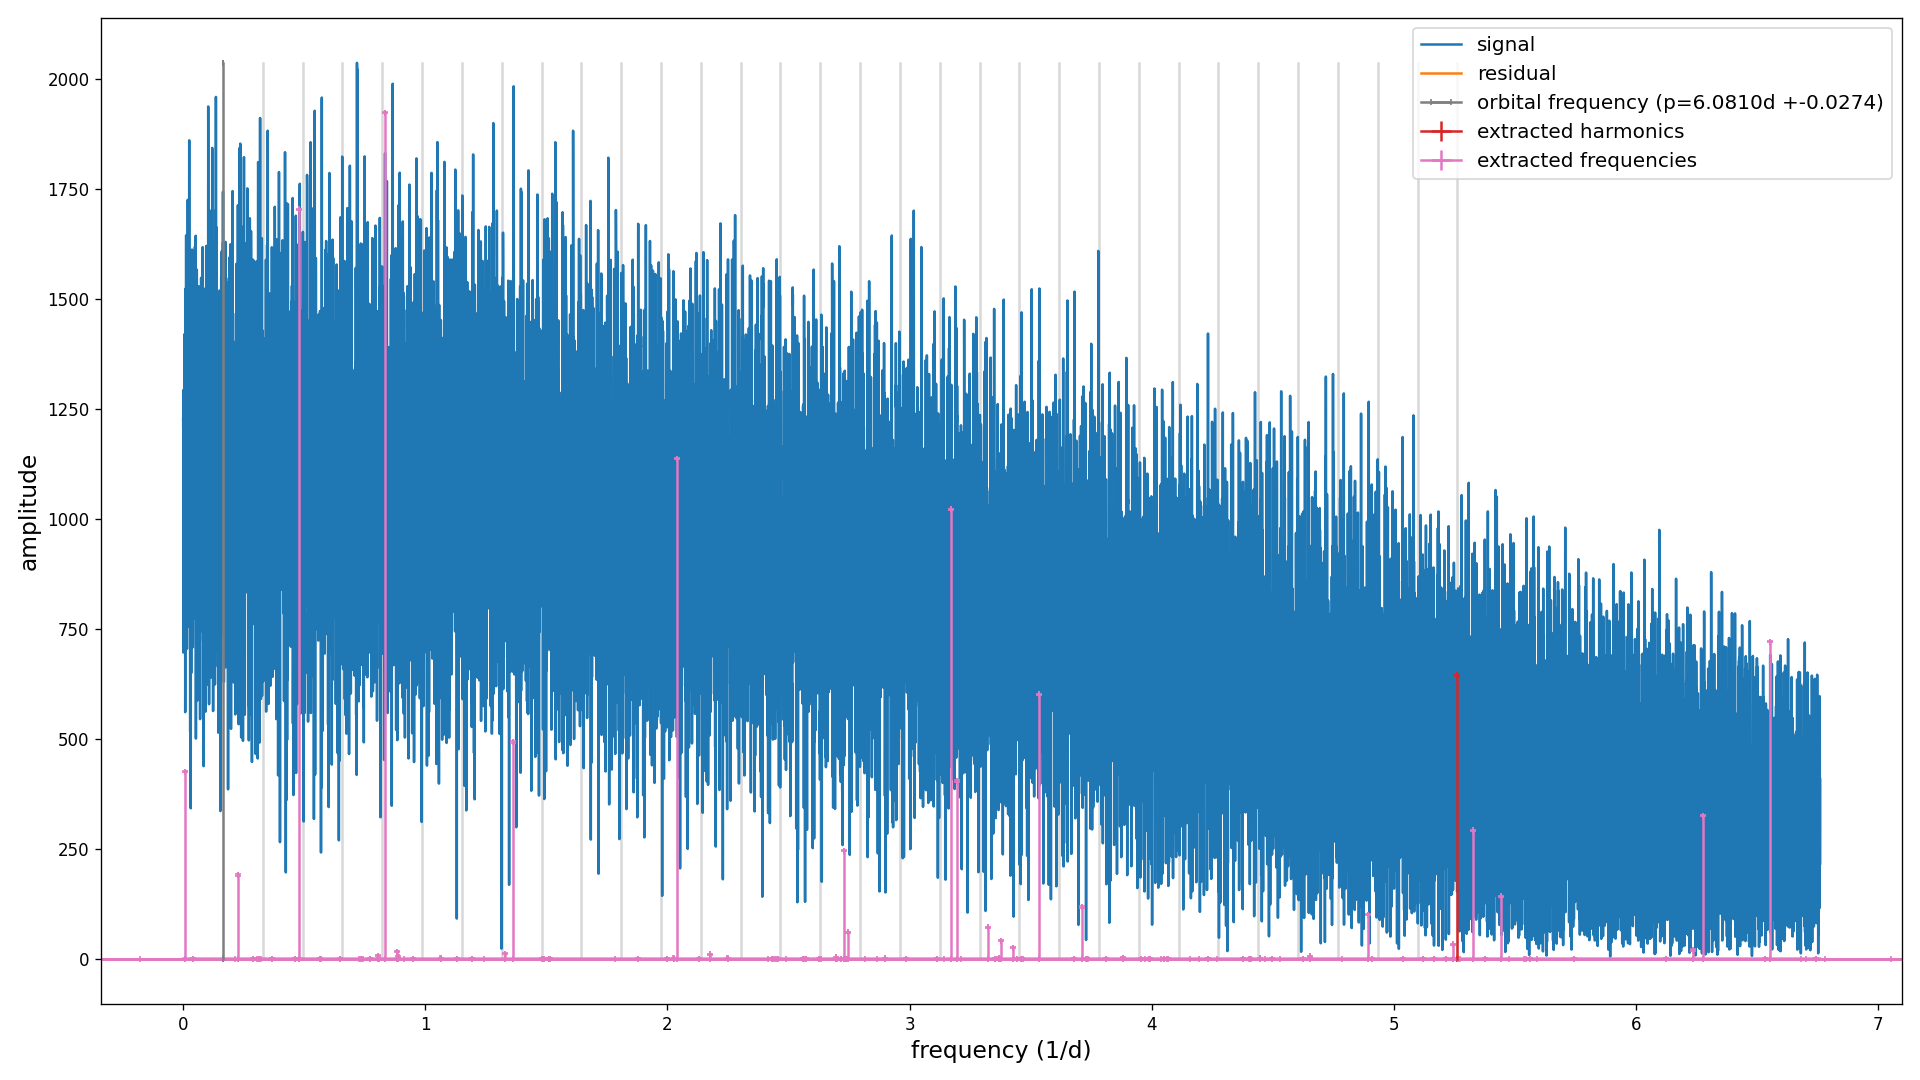 signal
residual
orbital frequency (p=6.0810d +-0.0274)
extracted harmonics
extracted frequencies
2000
1750
1500
1250
1000
750
500
250
0
amplitude
0 1 2 3 4 5 6 7
frequency (1/d)